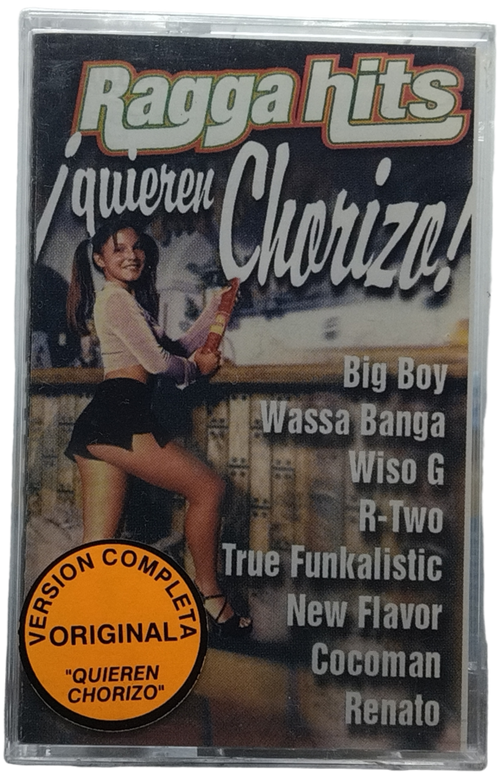 Ragga hits
¡quieren
Chorizo!
Big Boy
Wassa Banga
Wiso G
R-Two
True Funkalistic
New Flavor
Cocoman
Renato
VERSION COMPLETA
ORIGINAL
"QUIEREN
CHORIZO"